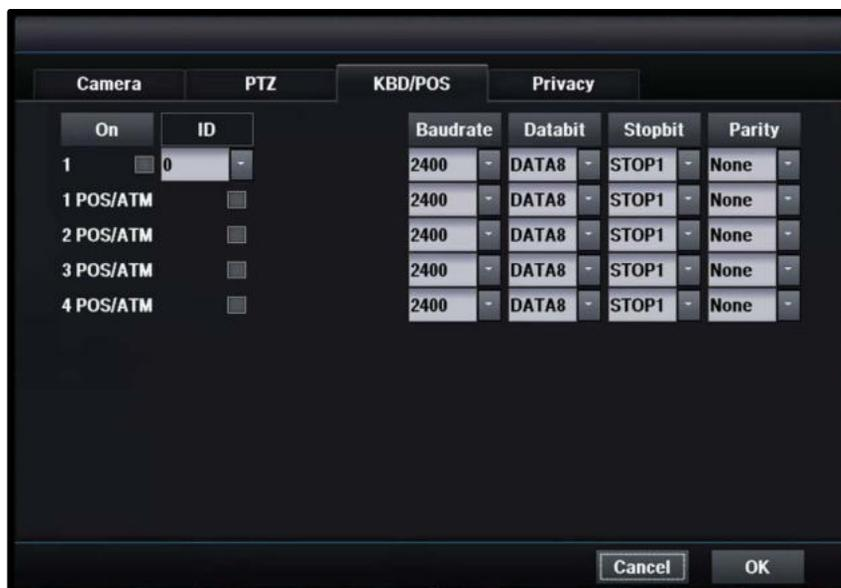 Camera PTZ KBD/POS Privacy
On ID Baudrate Databit Stopbit Parity
1 0 2400 DATA8 STOP1 None
1 POS/ATM 2400 DATA8 STOP1 None
2 POS/ATM 2400 DATA8 STOP1 None
3 POS/ATM 2400 DATA8 STOP1 None
4 POS/ATM 2400 DATA8 STOP1 None
Cancel OK